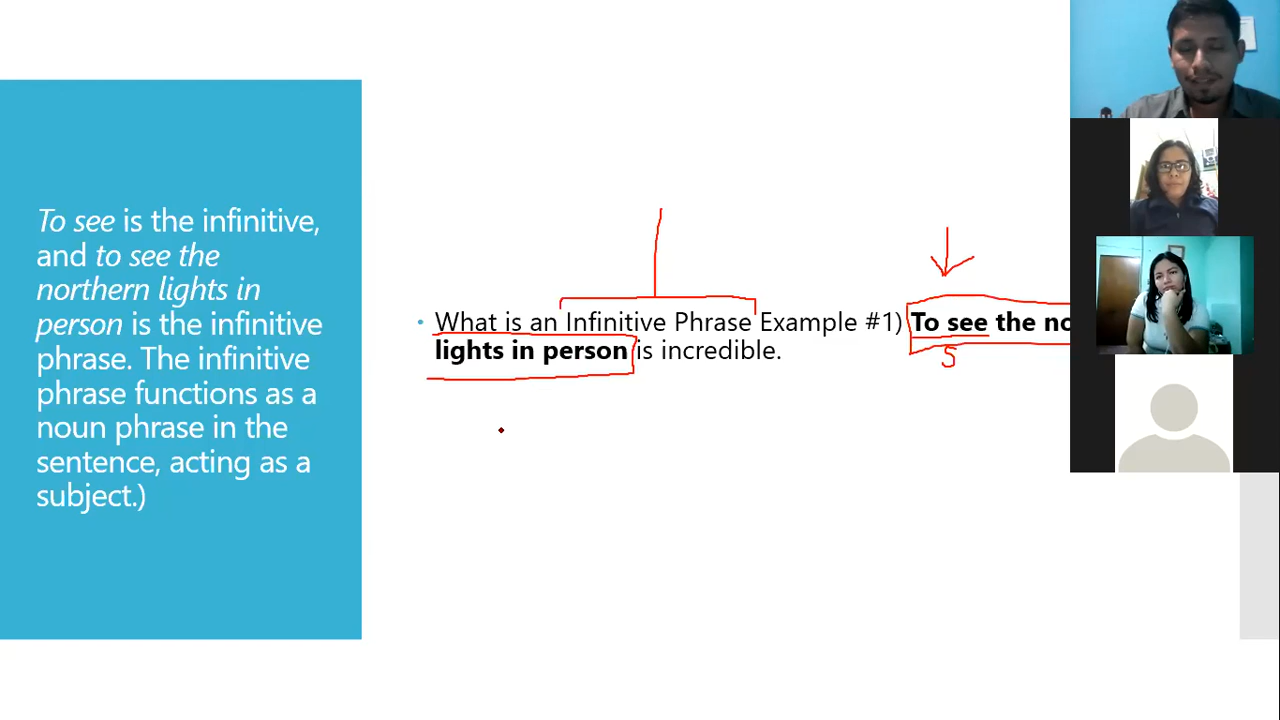 To see is the infinitive,
and to see the
northern lights in
person is the infinitive
phrase. The infinitive
phrase functions as a
noun phrase in the
sentence, acting as a
subject.)
• What is an Infinitive Phrase Example #1) To see the no
lights in person is incredible.
S